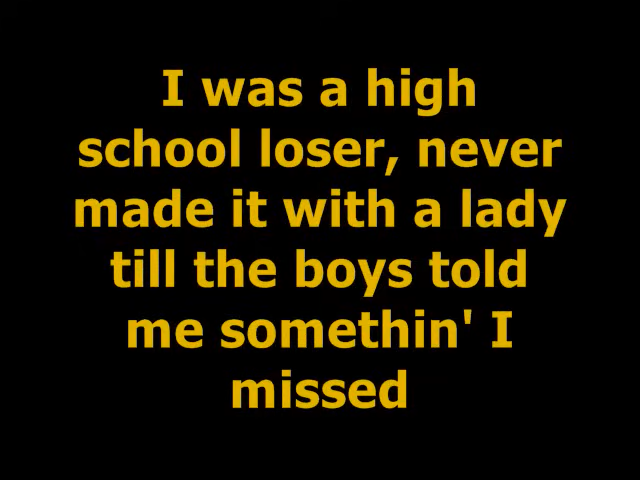 I was a high
school loser, never
made it with a lady
till the boys told
me somethin' I
missed